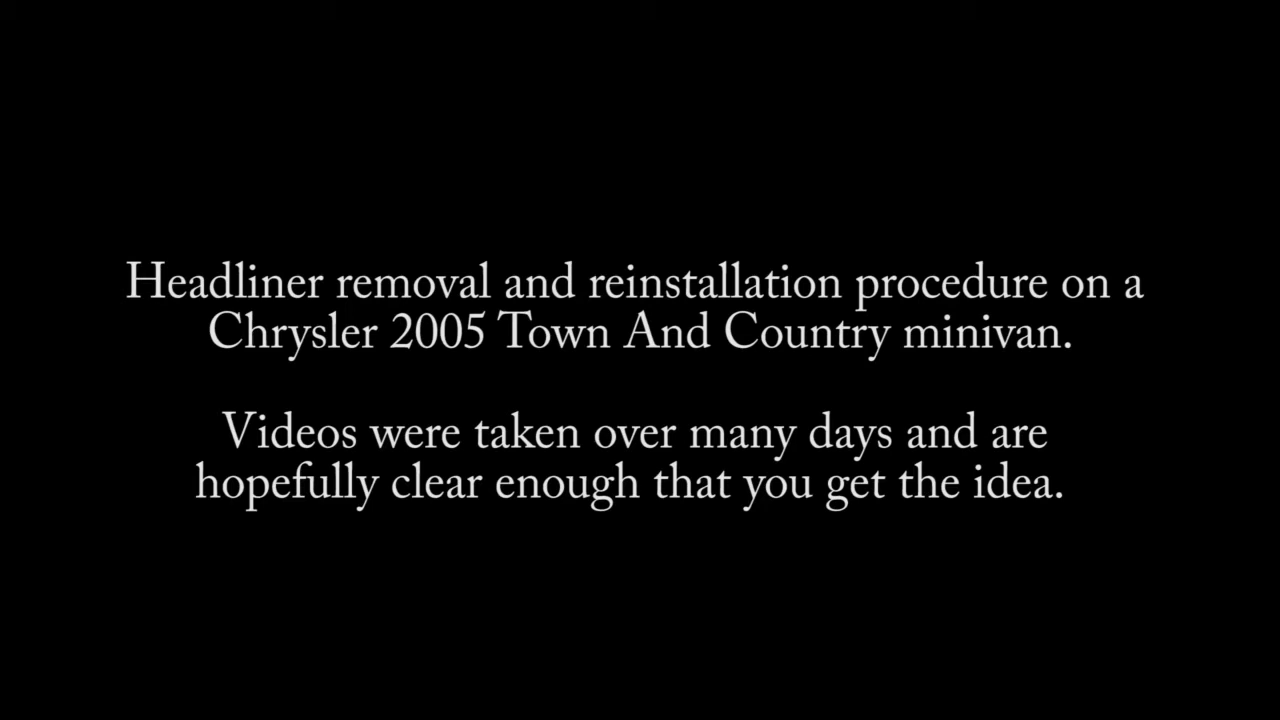 Headliner removal and reinstallation procedure on a
Chrysler 2005 Town And Country minivan.
Videos were taken over many days and are
hopefully clear enough that you get the idea.